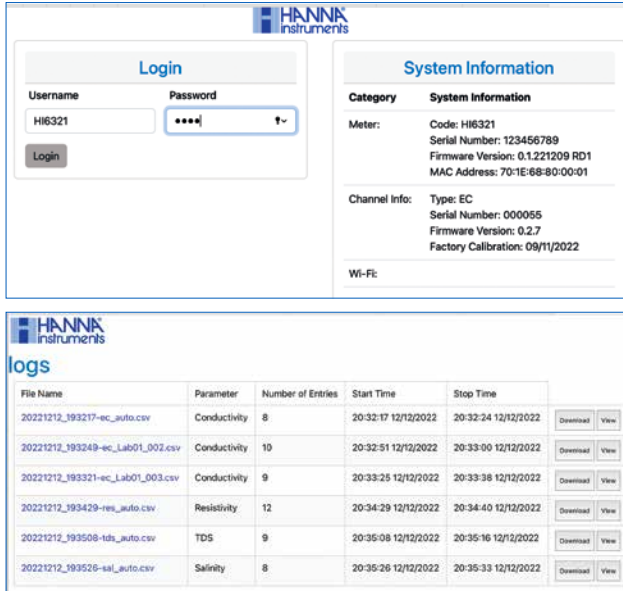 HANNA
instruments
Login
Username Password
HI6321 ••••
Login
System Information
Category System Information
Meter: Code: HI6321
Serial Number: 123456789
Firmware Version: 0.1.221209 RD1
MAC Address: 70:1E:68:80:00:01
Channel Info: Type: EC
Serial Number: 000055
Firmware Version: 0.2.7
Factory Calibration: 09/11/2022
Wi-Fi:
HANNA
instruments
logs
File Name Parameter Number of Entries Start Time Stop Time
20221212_193217-ec_auto.csv Conductivity 8 20:32:17 12/12/2022 20:32:24 12/12/2022 Download View
20221212_193249-ec_Lab01_002.csv Conductivity 10 20:32:51 12/12/2022 20:33:00 12/12/2022 Download View
20221212_193321-ec_Lab01_003.csv Conductivity 9 20:33:25 12/12/2022 20:33:38 12/12/2022 Download View
20221212_193429-res_auto.csv Resistivity 12 20:34:29 12/12/2022 20:34:40 12/12/2022 Download View
20221212_193508-tds_auto.csv TDS 9 20:35:08 12/12/2022 20:35:16 12/12/2022 Download View
20221212_193526-sal_auto.csv Salinity 8 20:35:26 12/12/2022 20:35:33 12/12/2022 Download View